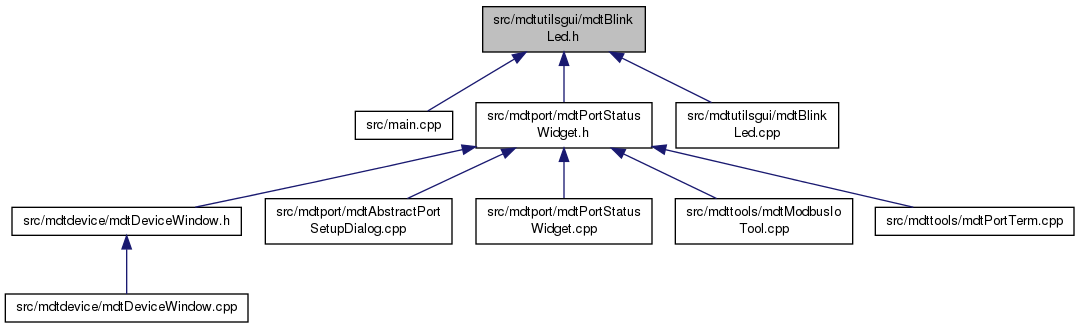 src/mdtutilsgui/mdtBlink
Led.h
src/main.cpp
src/mdtport/mdtPortStatus
Widget.h
src/mdtutilsgui/mdtBlink
Led.cpp
src/mdtdevice/mdtDeviceWindow.h
src/mdtport/mdtAbstractPort
SetupDialog.cpp
src/mdtport/mdtPortStatus
Widget.cpp
src/mdttools/mdtModbusIo
Tool.cpp
src/mdttools/mdtPortTerm.cpp
src/mdtdevice/mdtDeviceWindow.cpp